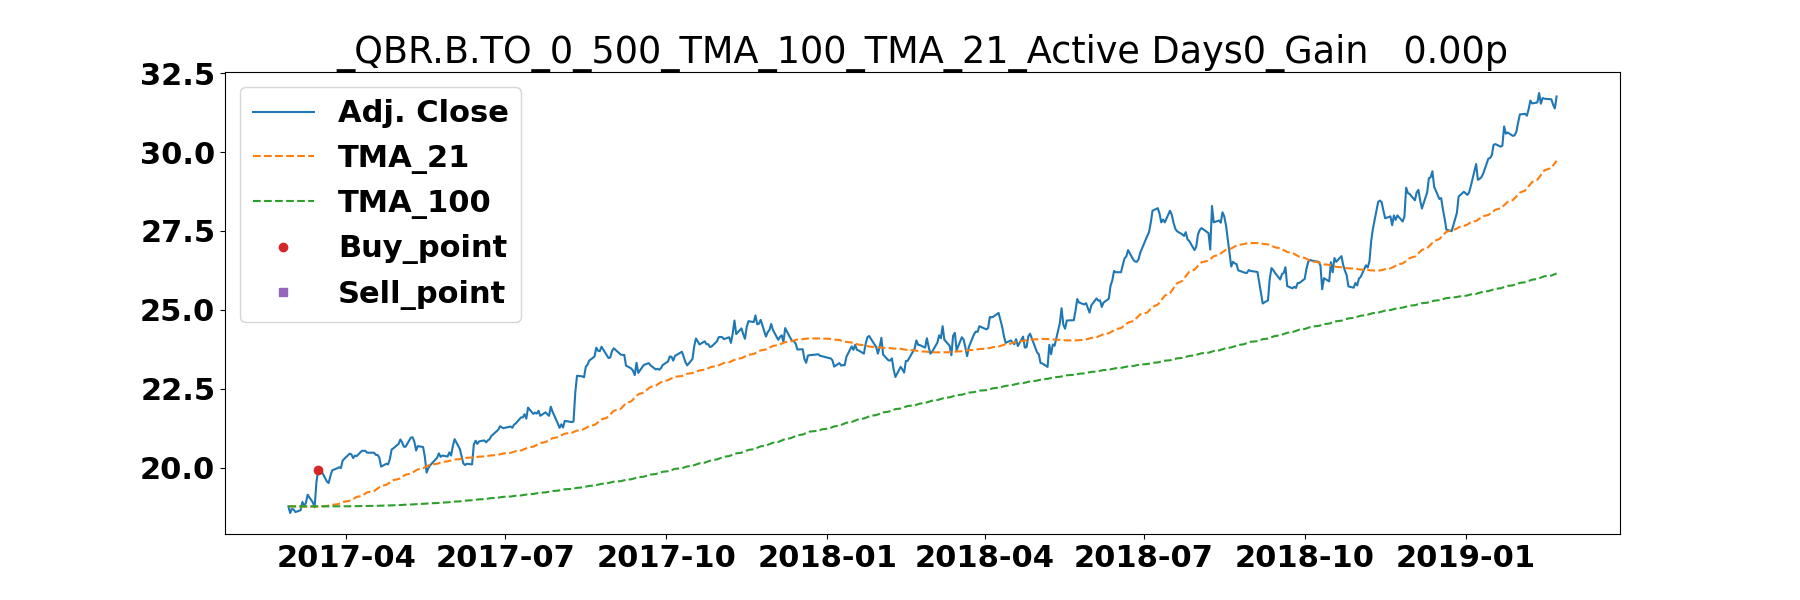 _QBR.B.TO_0_500_TMA_100_TMA_21_Active Days0_Gain   0.00p
32.5
30.0
27.5
25.0
22.5
20.0
Adj. Close
TMA_21
TMA_100
Buy_point
Sell_point
2017-04 2017-07 2017-10 2018-01 2018-04 2018-07 2018-10 2019-01